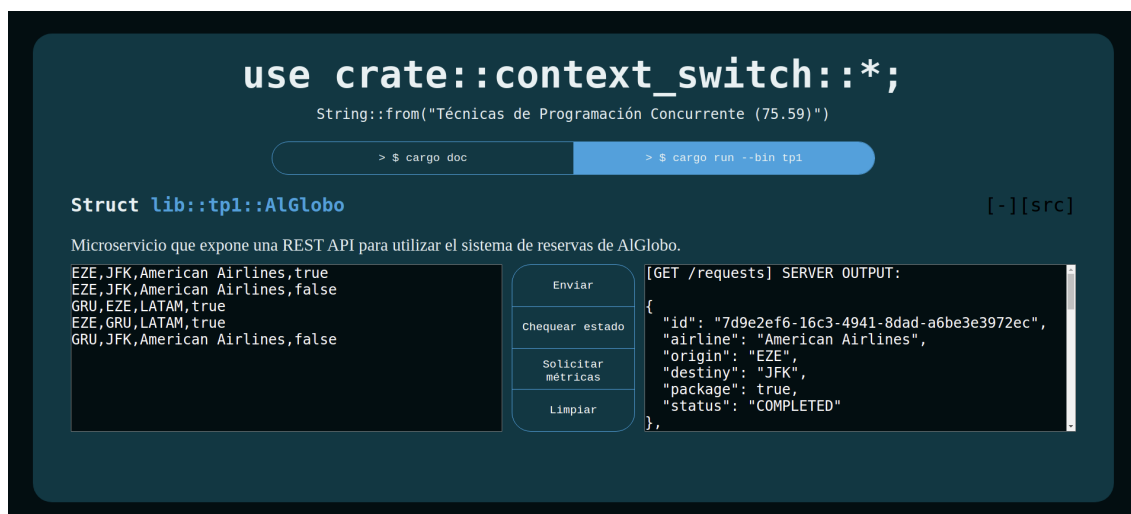 use crate::context_switch::*;
String::from("Técnicas de Programación Concurrente (75.59)")
> $ cargo doc
> $ cargo run --bin tp1
Struct lib::tp1::AlGlobo
[-][src]
Microservicio que expone una REST API para utilizar el sistema de reservas de AlGlobo.
EZE,JFK,American Airlines,true
EZE,JFK,American Airlines,false
GRU,EZE,LATAM,true
EZE,GRU,LATAM,true
GRU,JFK,American Airlines,false
Enviar
Chequear estado
Solicitar
métricas
Limpiar
[GET /requests] SERVER OUTPUT:
{
"id": "7d9e2ef6-16c3-4941-8dad-a6be3e3972ec",
"airline": "American Airlines",
"origin": "EZE",
"destiny": "JFK",
"package": true,
"status": "COMPLETED"
},